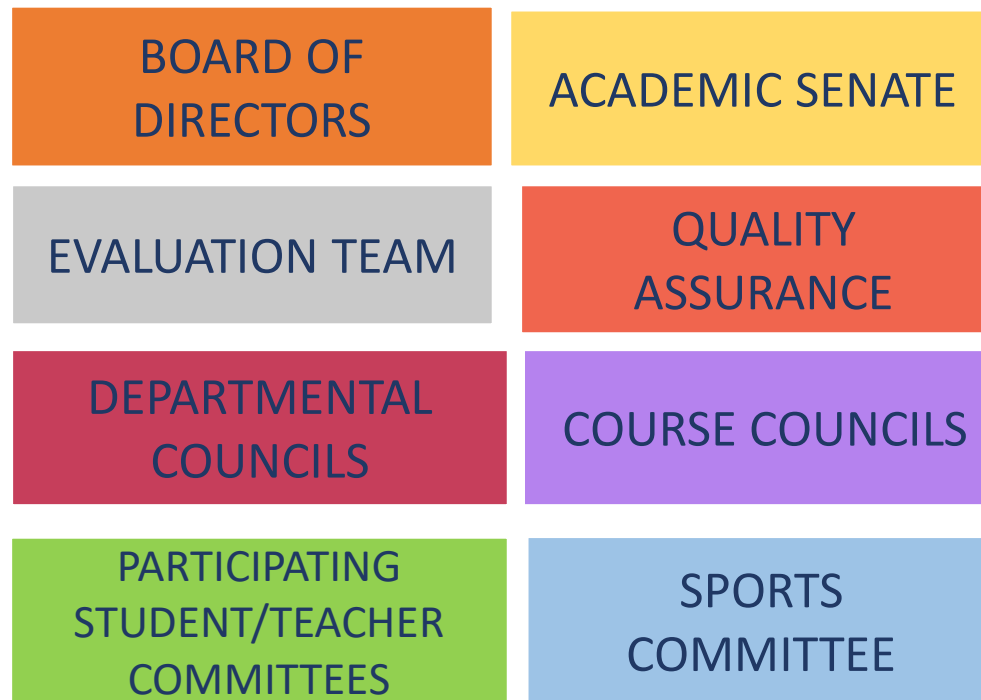 BOARD OF
DIRECTORS
ACADEMIC SENATE
EVALUATION TEAM
QUALITY
ASSURANCE
DEPARTMENTAL
COUNCILS
COURSE COUNCILS
PARTICIPATING
STUDENT/TEACHER
COMMITTEES
SPORTS
COMMITTEE